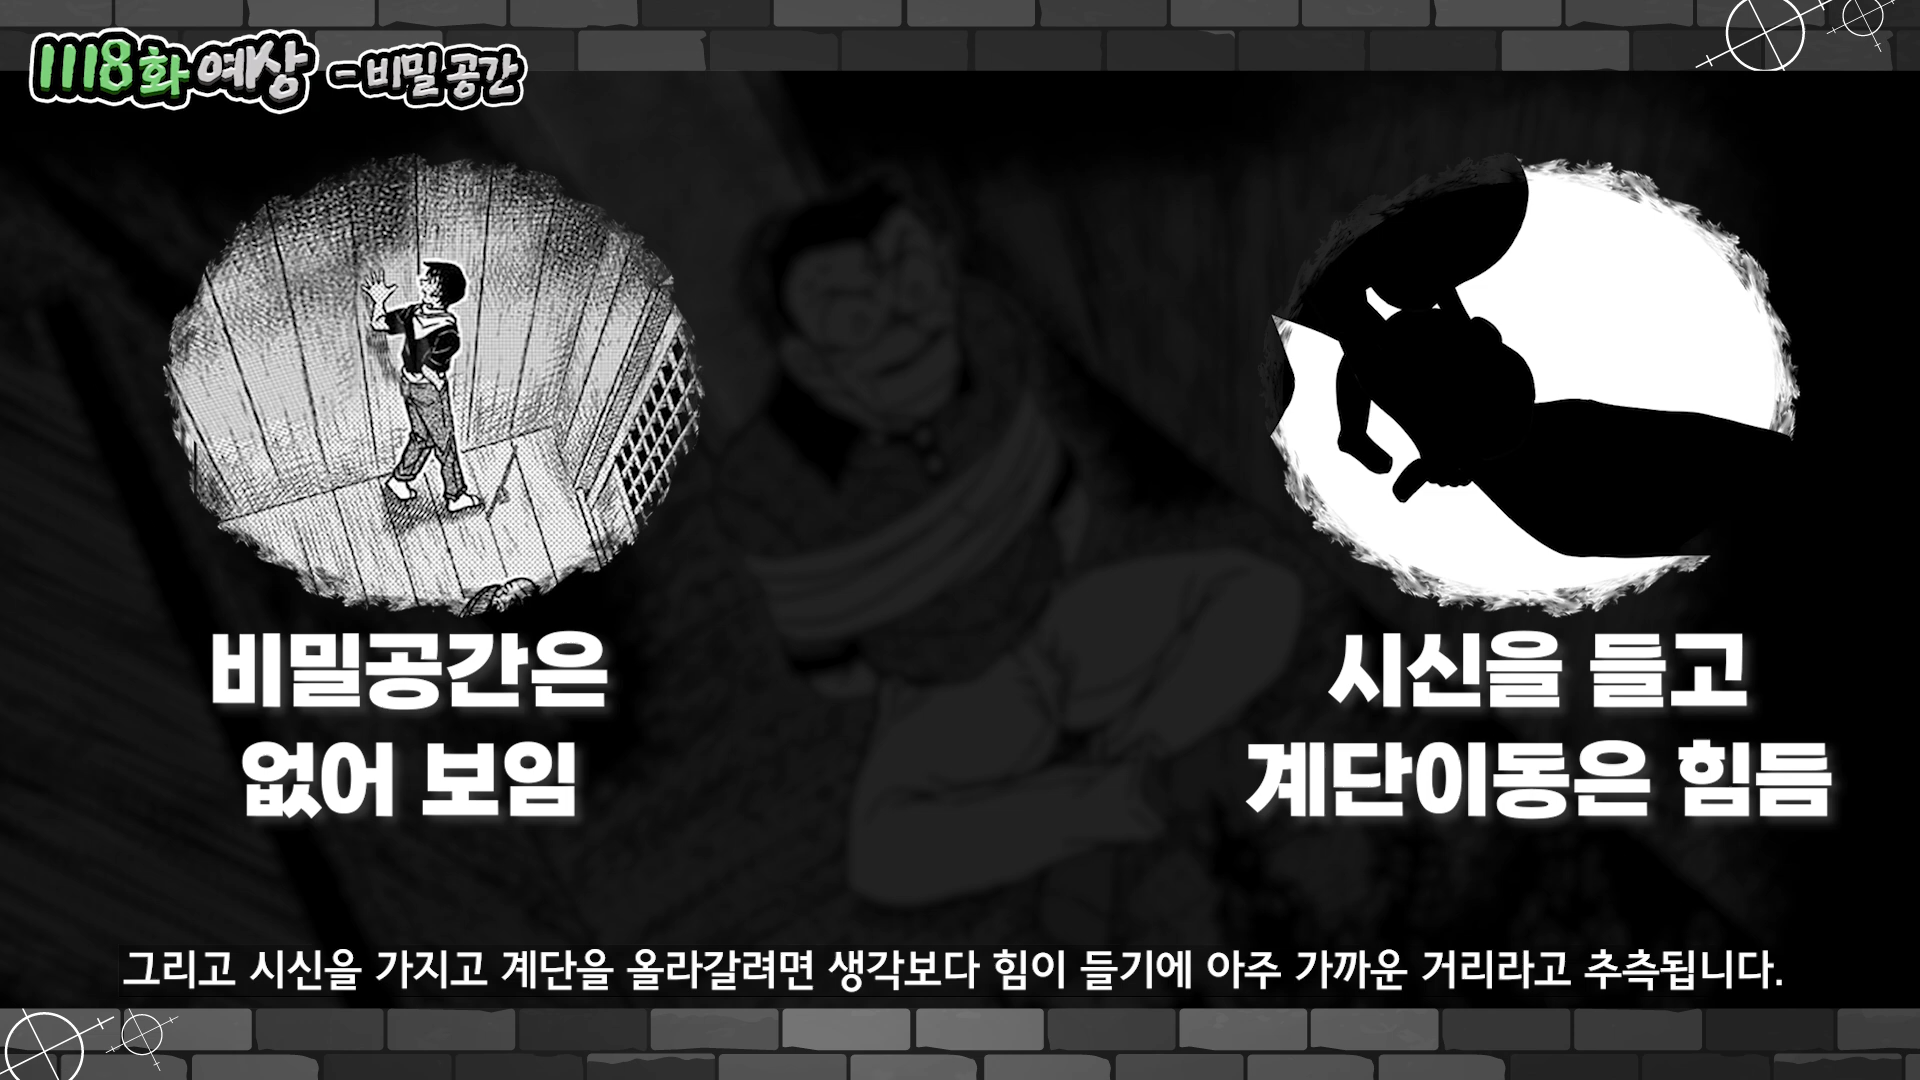 1118화 예상 - 비밀 공간
비밀공간은
없어 보임
시신을 들고
계단이동은 힘듬
그리고 시신을 가지고 계단을 올라갈려면 생각보다 힘이 들기에 아주 가까운 거리라고 추측됩니다.